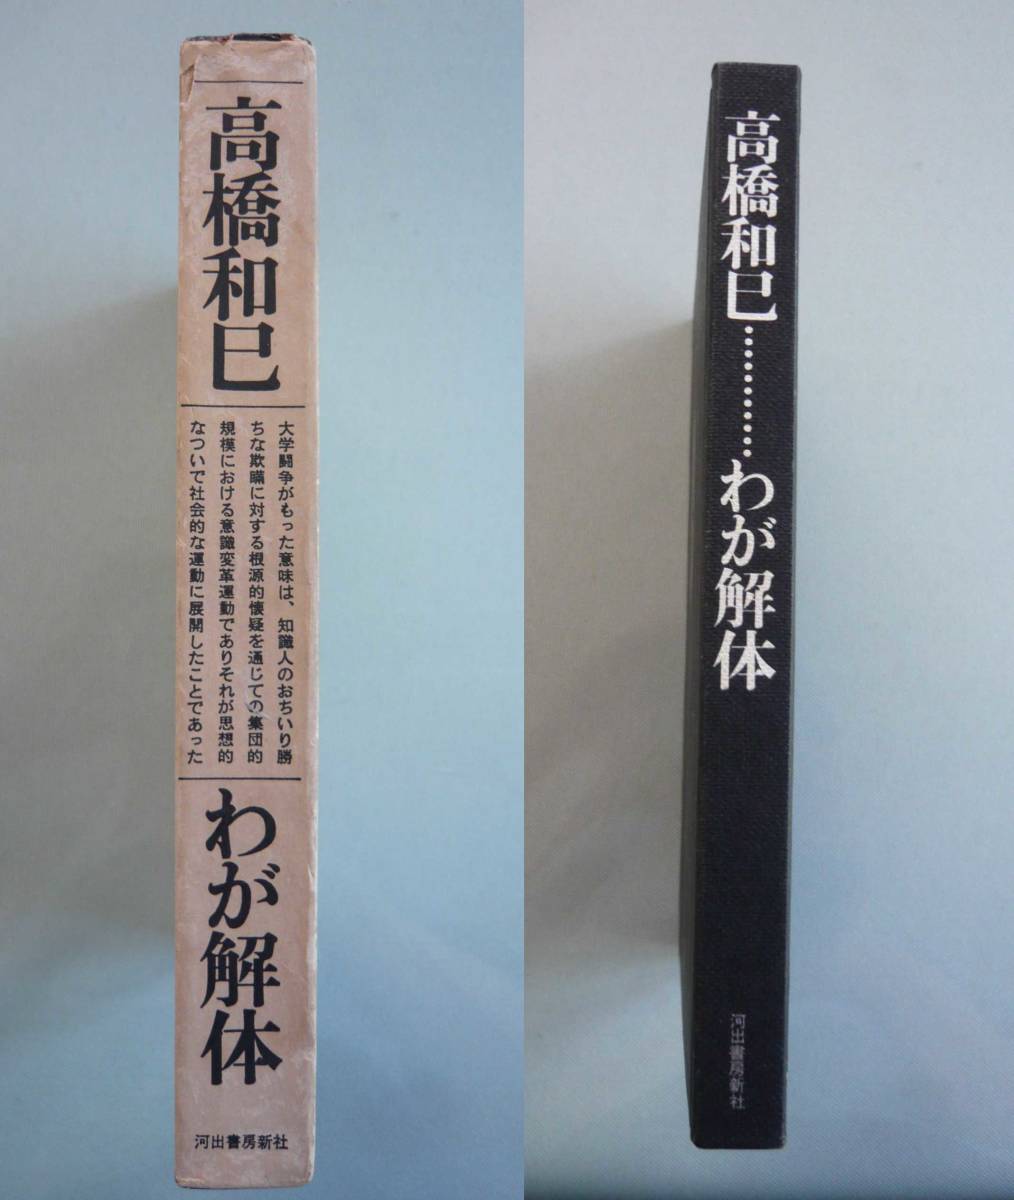 高橋和巳
大学闘争がもった意味は、知識人のおちいり勝
ちな欺瞞に対する根源的懐疑を通じての集団的
規模における意識変革運動でありそれが思想的
なついで社会的な運動に展開したことであった
わが解体
河出書房新社
高橋和巳…………わが解体
河出書房新社